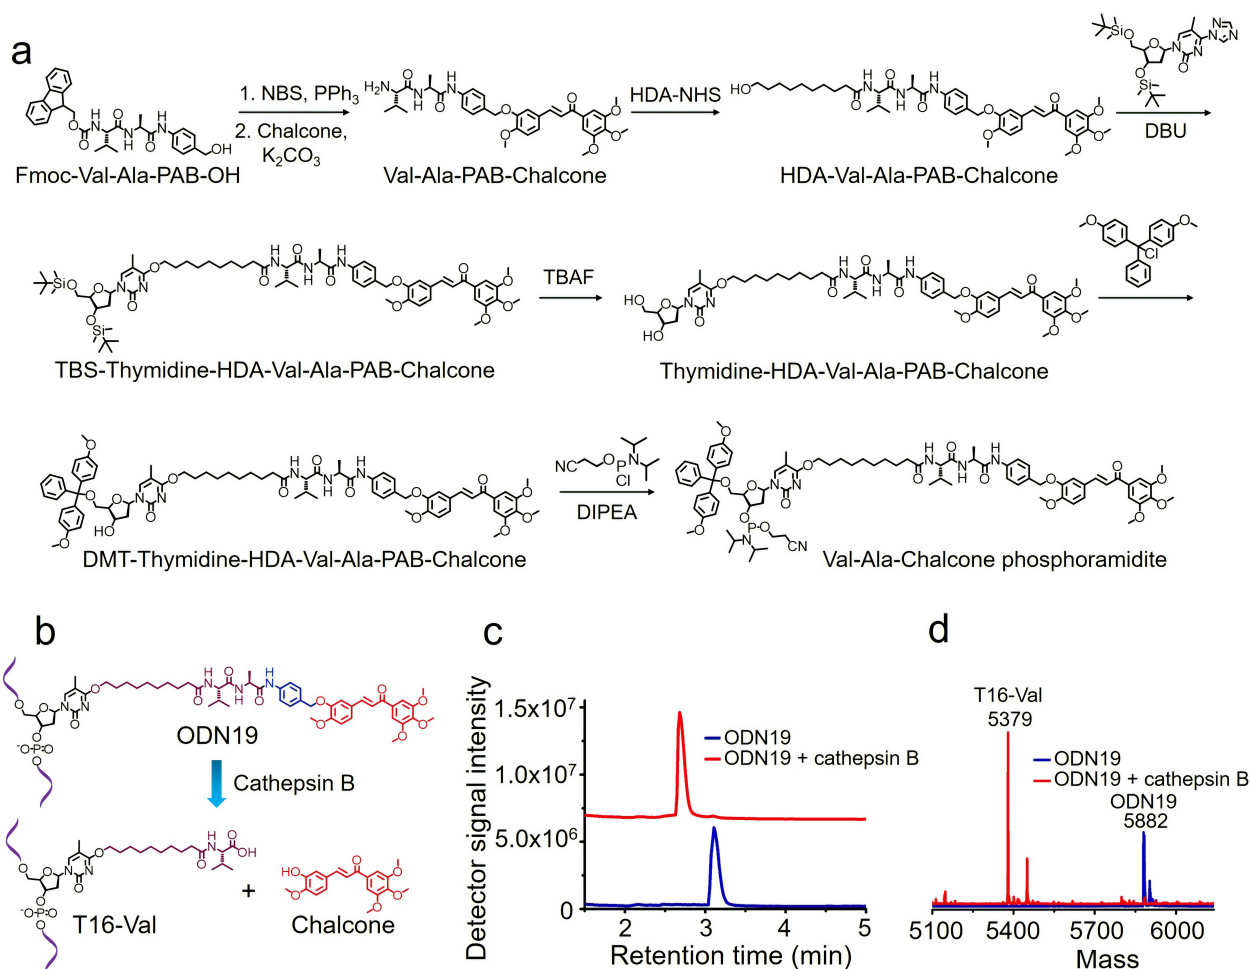 a
1. NBS, PPh3
2. Chalcone,
K2CO3
HDA-NHS
DBU
Fmoc-Val-Ala-PAB-OH
Val-Ala-PAB-Chalcone
HDA-Val-Ala-PAB-Chalcone
TBAF
TBS-Thymidine-HDA-Val-Ala-PAB-Chalcone
Thymidine-HDA-Val-Ala-PAB-Chalcone
DIPEA
DMT-Thymidine-HDA-Val-Ala-PAB-Chalcone
Val-Ala-Chalcone phosphoramidite
b
ODN19
Cathepsin B
T16-Val
+
Chalcone
c
Detector signal intensity
1.5x10^7
1.0x10^7
5.0x10^6
0
ODN19
ODN19 + cathepsin B
2 3 4 5
Retention time (min)
d
T16-Val
5379
ODN19
ODN19 + cathepsin B
ODN19
5882
5100 5400 5700 6000
Mass